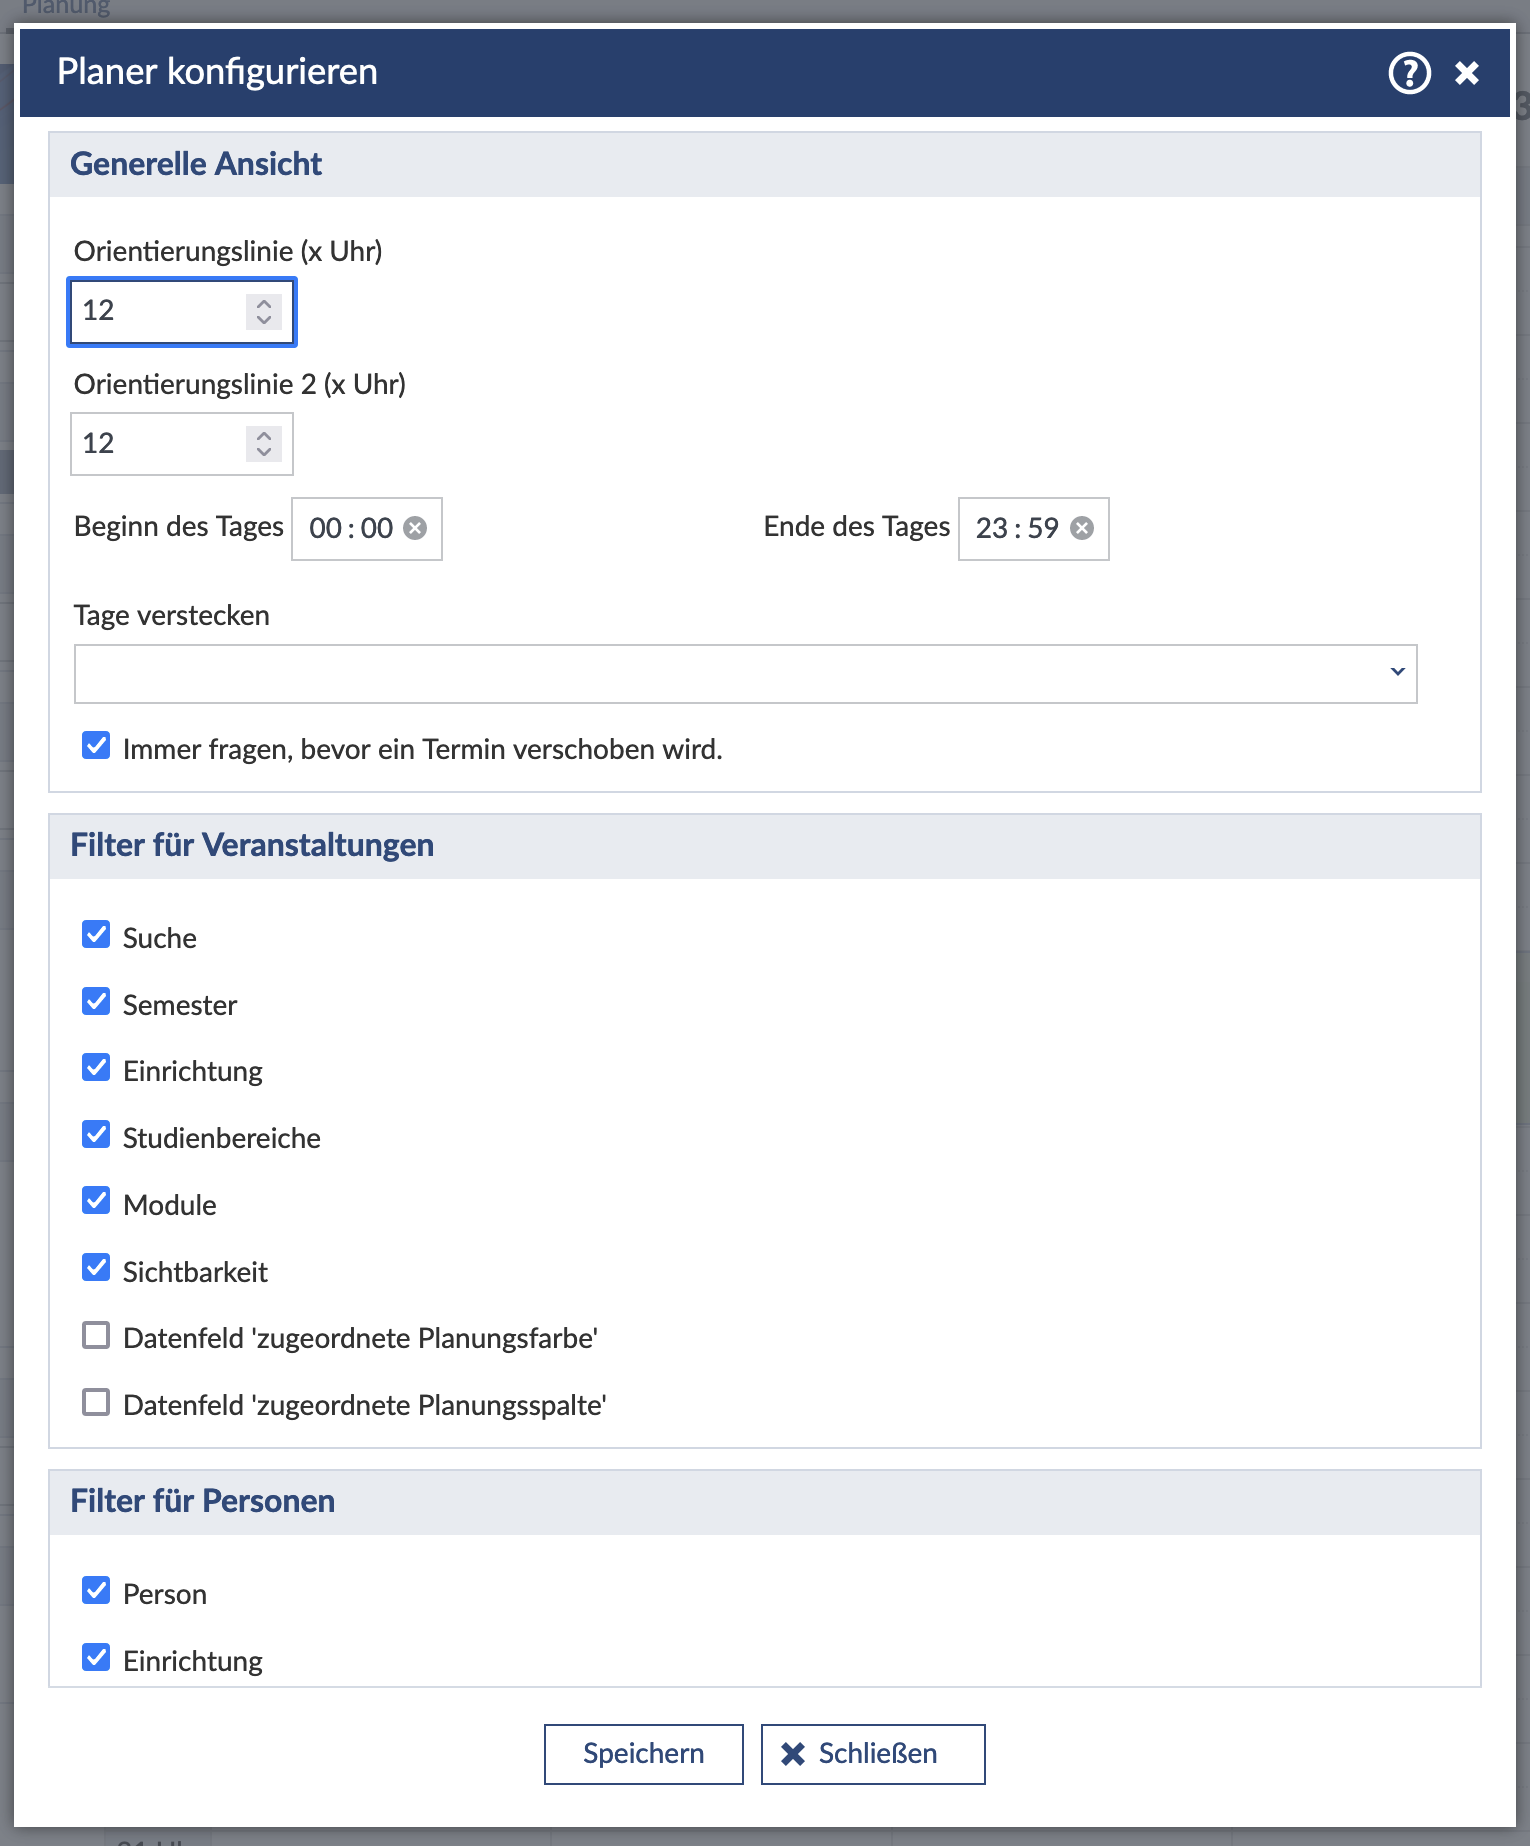 Planung
Planer konfigurieren
Generelle Ansicht
Orientierungslinie (x Uhr)
12
Orientierungslinie 2 (x Uhr)
12
Beginn des Tages 00:00 Ende des Tages 23:59
Tage verstecken
Immer fragen, bevor ein Termin verschoben wird.
Filter für Veranstaltungen
Suche
Semester
Einrichtung
Studienbereiche
Module
Sichtbarkeit
Datenfeld 'zugeordnete Planungsfarbe'
Datenfeld 'zugeordnete Planungsspalte'
Filter für Personen
Person
Einrichtung
Speichern Schließen